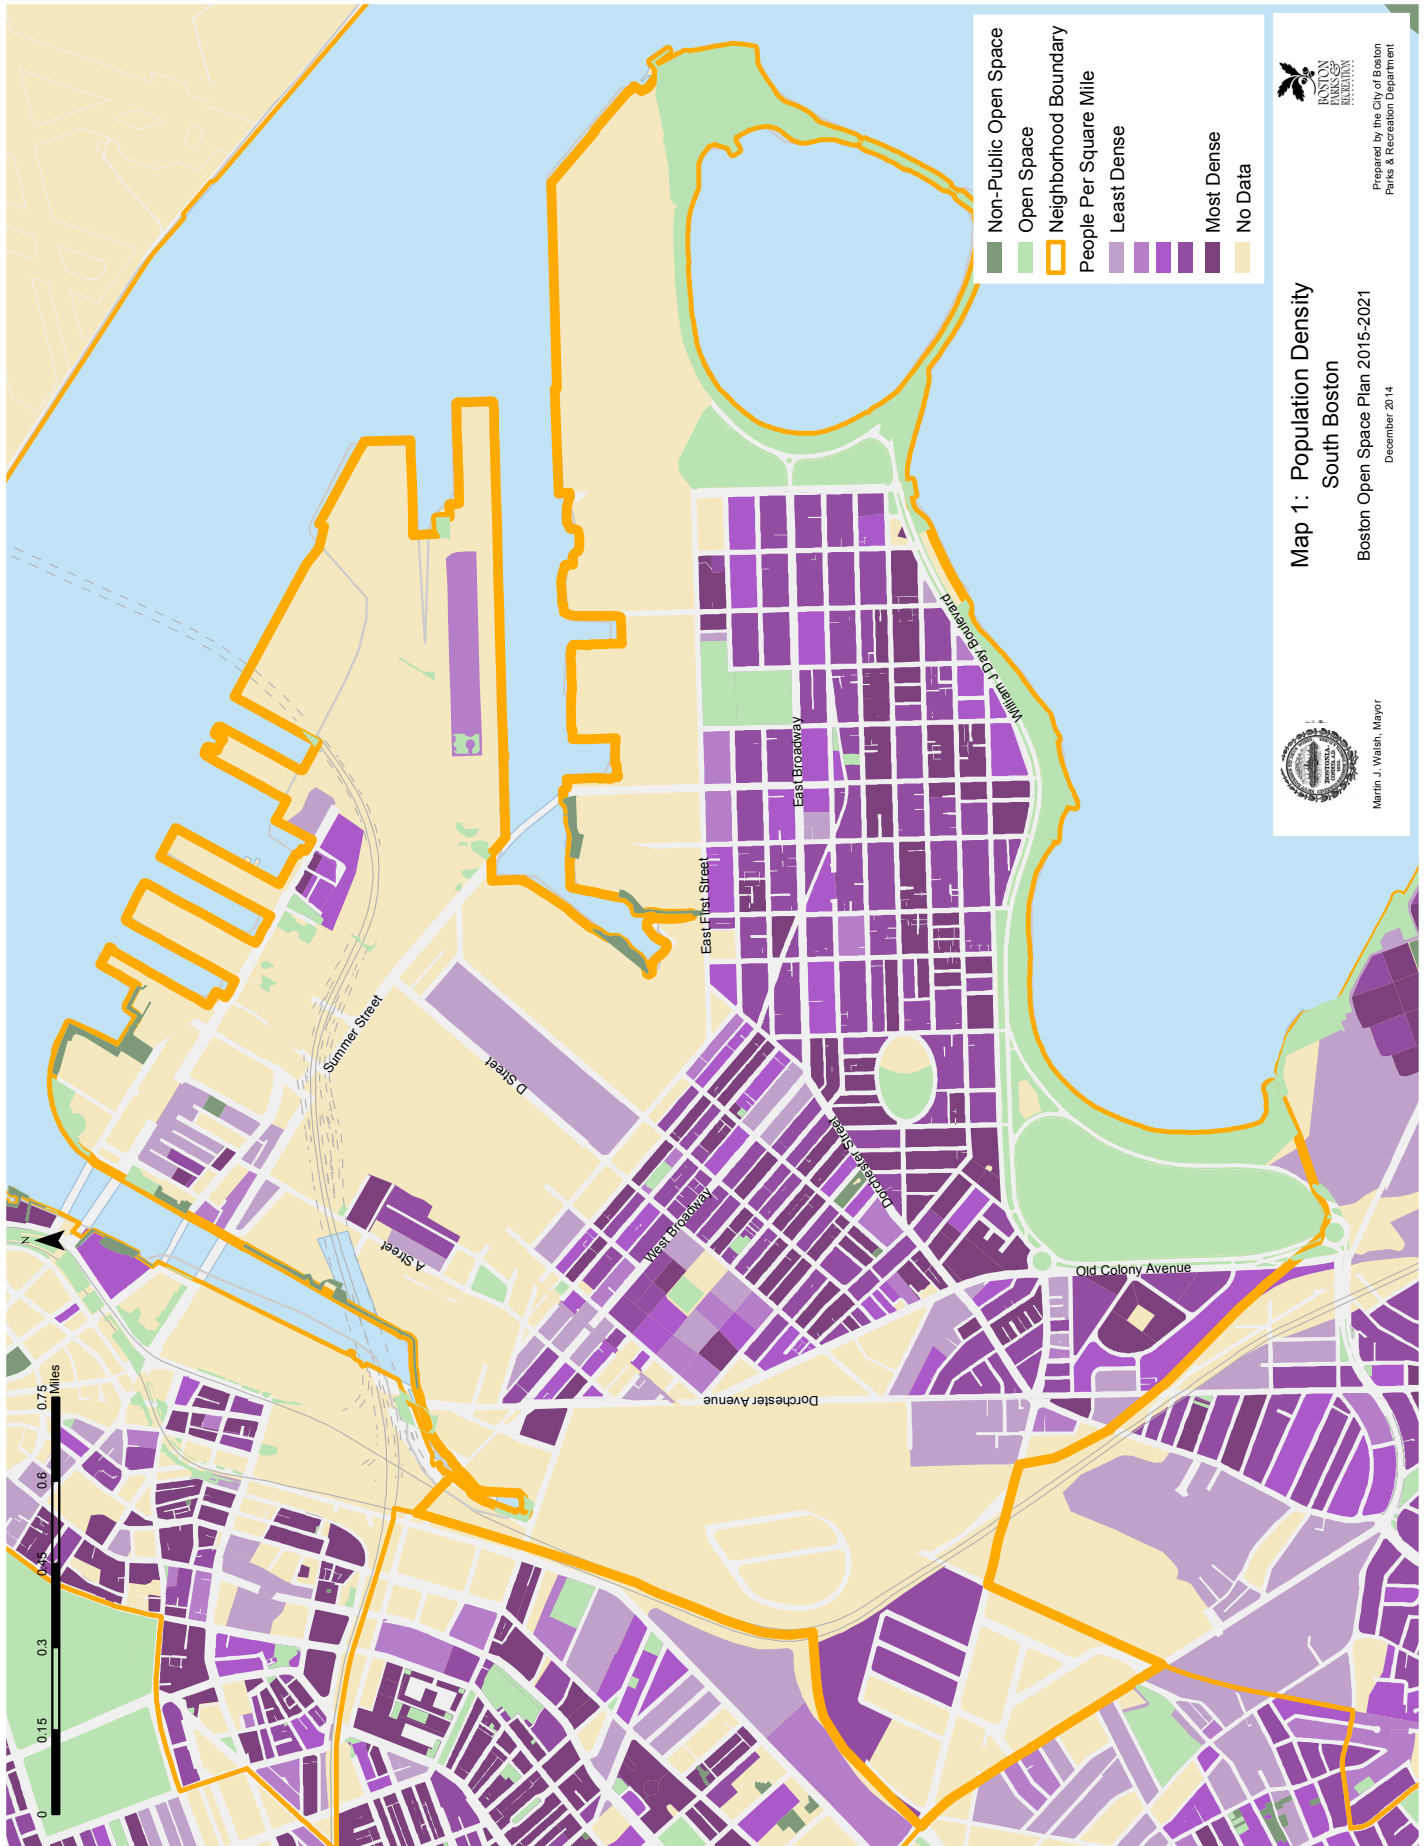 Non-Public Open Space
Open Space
Neighborhood Boundary
People Per Square Mile
Least Dense
Most Dense
No Data
Map 1: Population Density
South Boston
Boston Open Space Plan 2015-2021
December 2014
BOSTON
PARKS &
RECREATION
Prepared by the City of Boston
Parks & Recreation Department
Martin J. Walsh, Mayor
N
0 0.15 0.3 0.45 0.6 0.75
Miles
Summer Street
D Street
A Street
West Broadway
East Broadway
East First Street
Dorchester Street
William J Day Boulevard
Old Colony Avenue
Dorchester Avenue